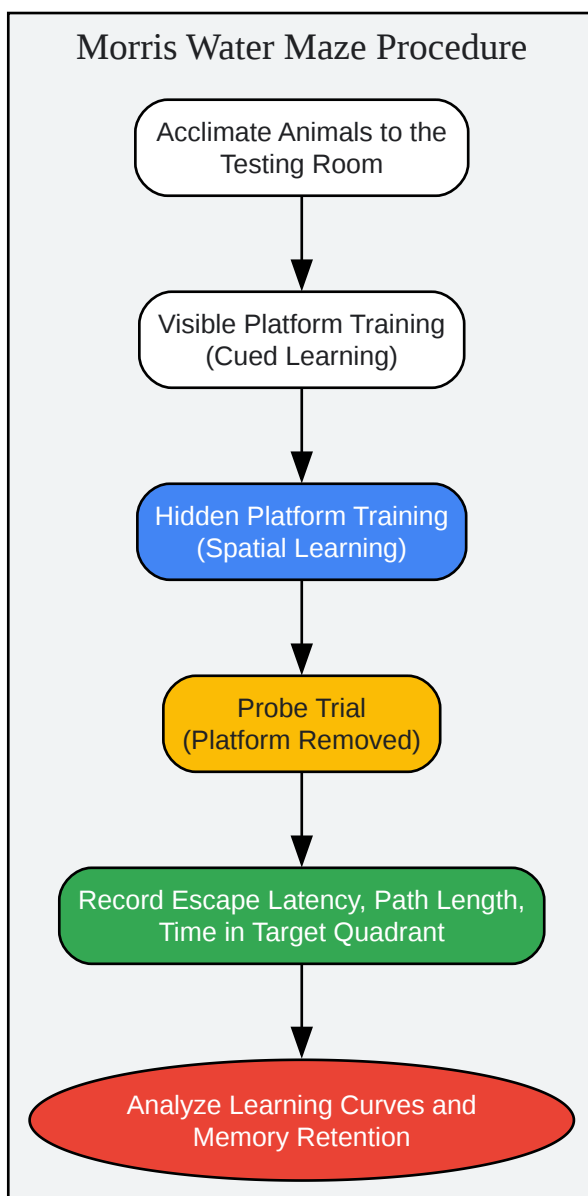 Morris Water Maze Procedure
Acclimate Animals to the
Testing Room
Visible Platform Training
(Cued Learning)
Hidden Platform Training
(Spatial Learning)
Probe Trial
(Platform Removed)
Record Escape Latency, Path Length,
Time in Target Quadrant
Analyze Learning Curves and
Memory Retention